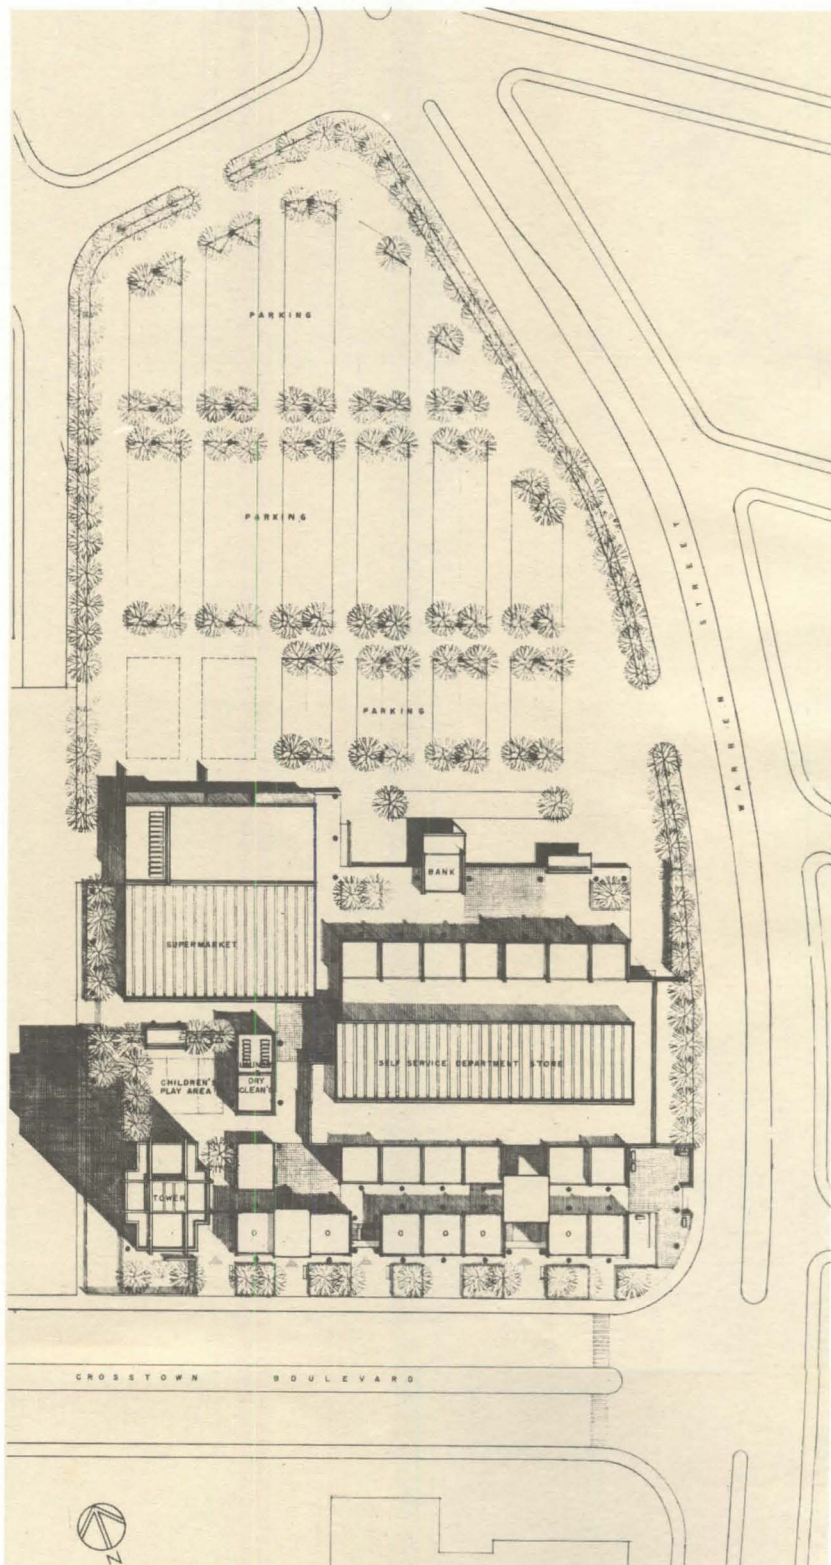 PARKING
PARKING
PARKING
WARREN STREET
BANK
SUPERMARKET
SELF SERVICE DEPARTMENT STORE
CHILDREN'S
PLAY AREA
DRY
CLEAN'G
TOWER
CROSSTOWN BOULEVARD
N